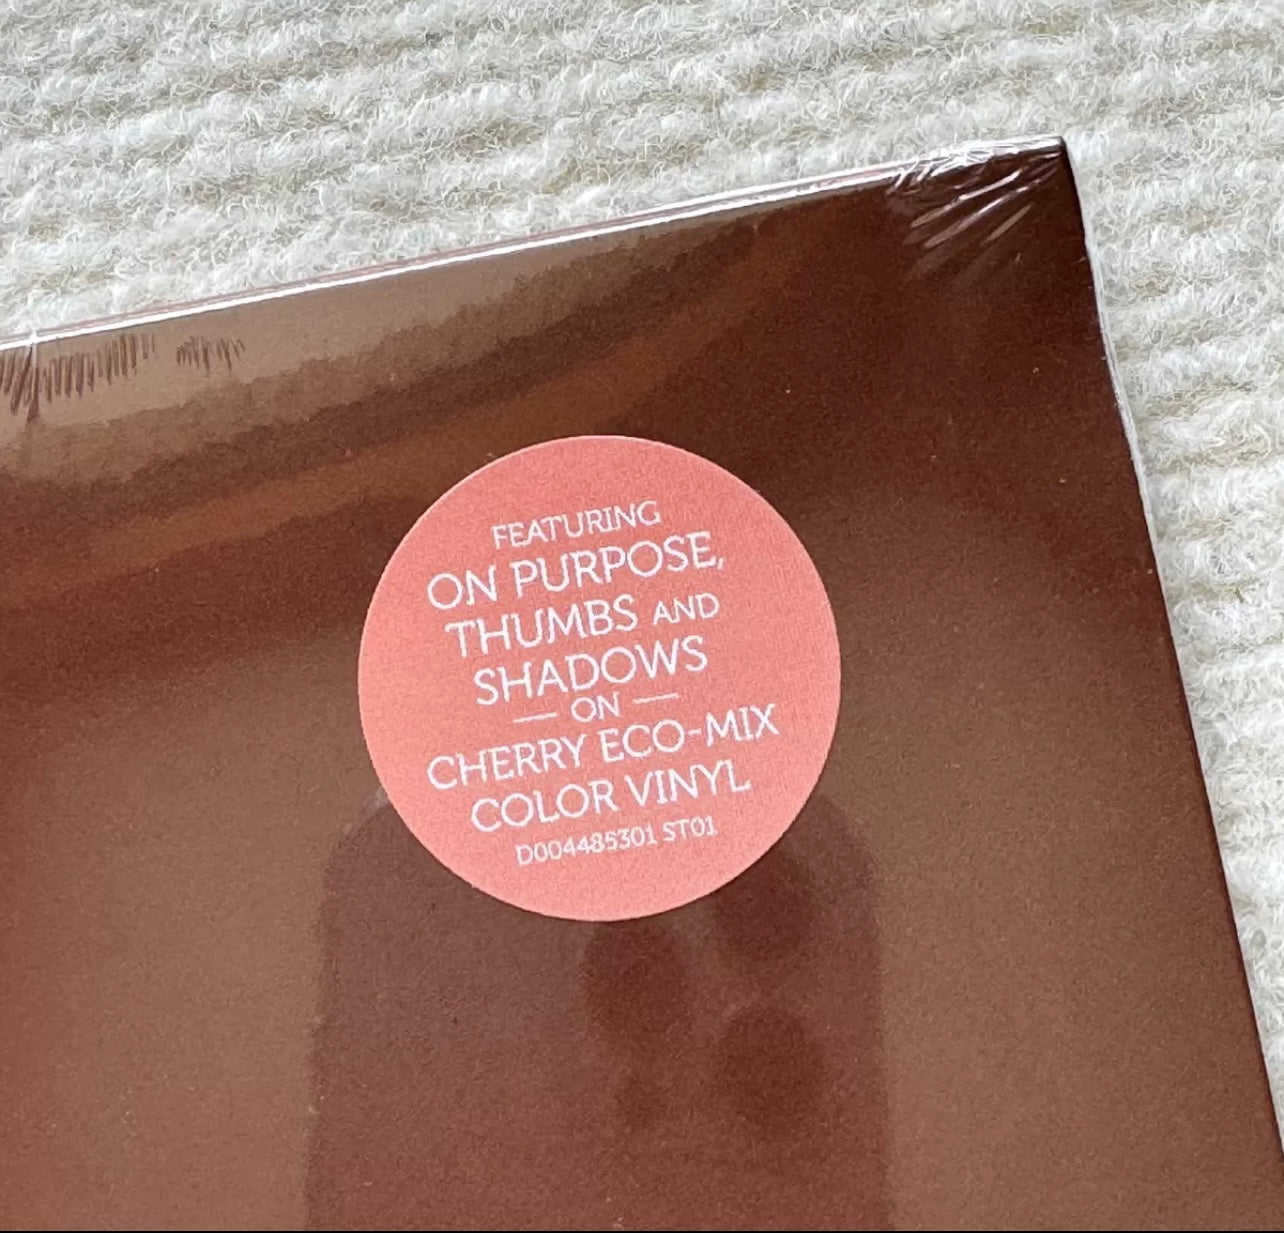 FEATURING
ON PURPOSE,
THUMBS AND
SHADOWS
— ON —
CHERRY ECO-MIX
COLOR VINYL
D004485301 ST01